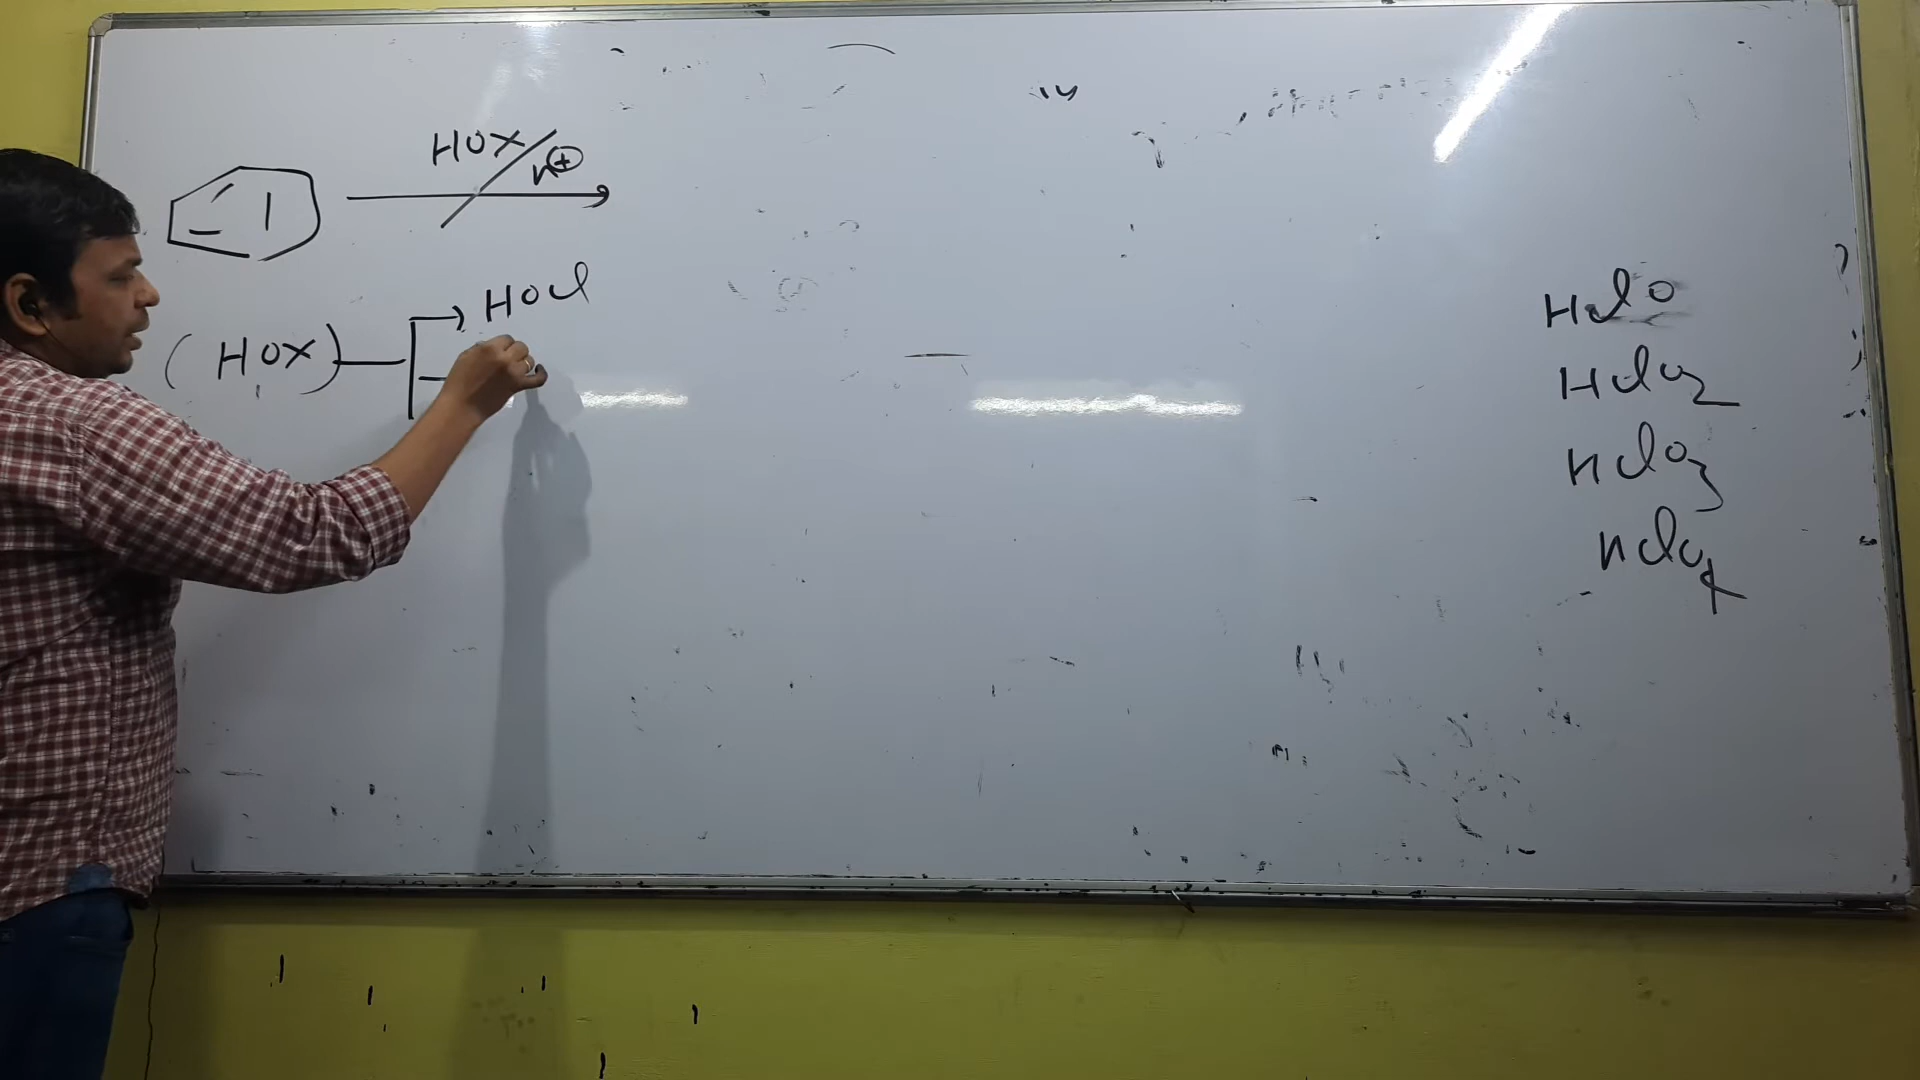 HOX/H⊕
(HOX) → HOCl
HClO
HClO2
HClO3
HClO4